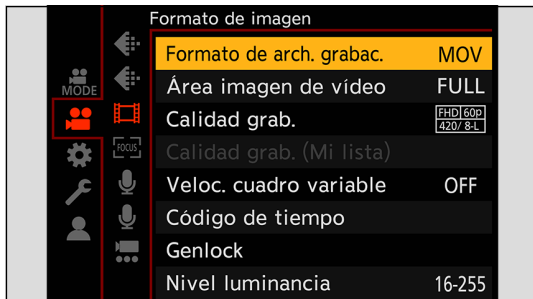 Formato de imagen
Formato de arch. grabac. MOV
MODE
Área imagen de vídeo FULL
Calidad grab. FHD 60p
420/8-L
FOCUS
Calidad grab. (Mi lista)
Veloc. cuadro variable OFF
Código de tiempo
Genlock
Nivel luminancia 16-255